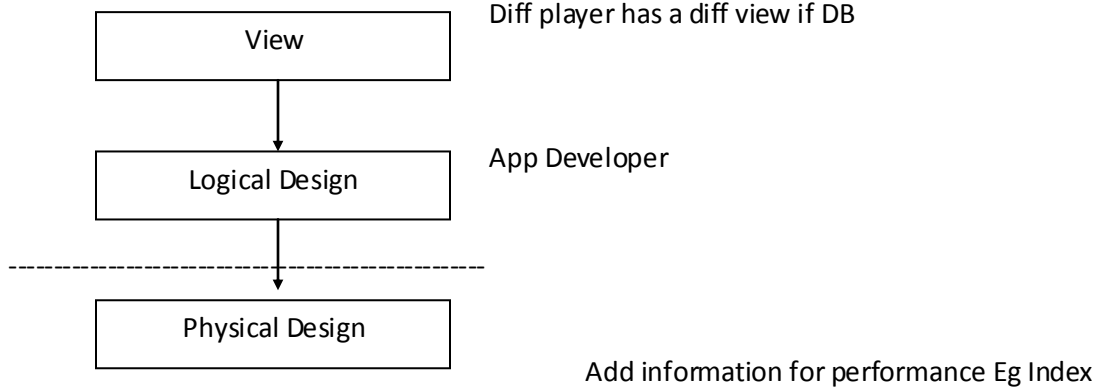 Diff player has a diff view if DB
View
App Developer
Logical Design
Physical Design
Add information for performance Eg Index